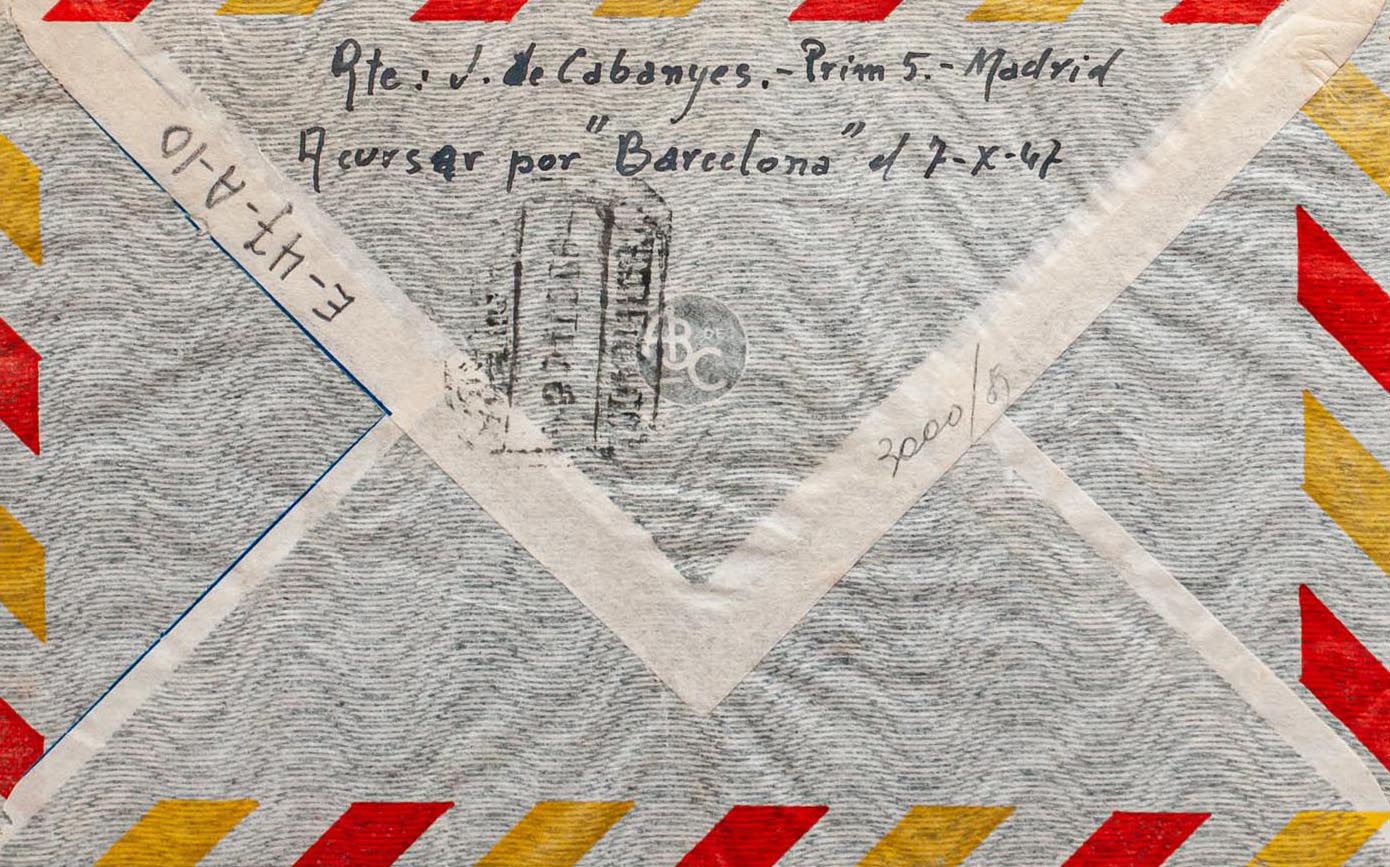 Rte: J. de Cabanyes.-Prim 5.-Madrid
A cursar por "Barcelona" el 7-X-47
E-47-A-10
ABC
3000/85